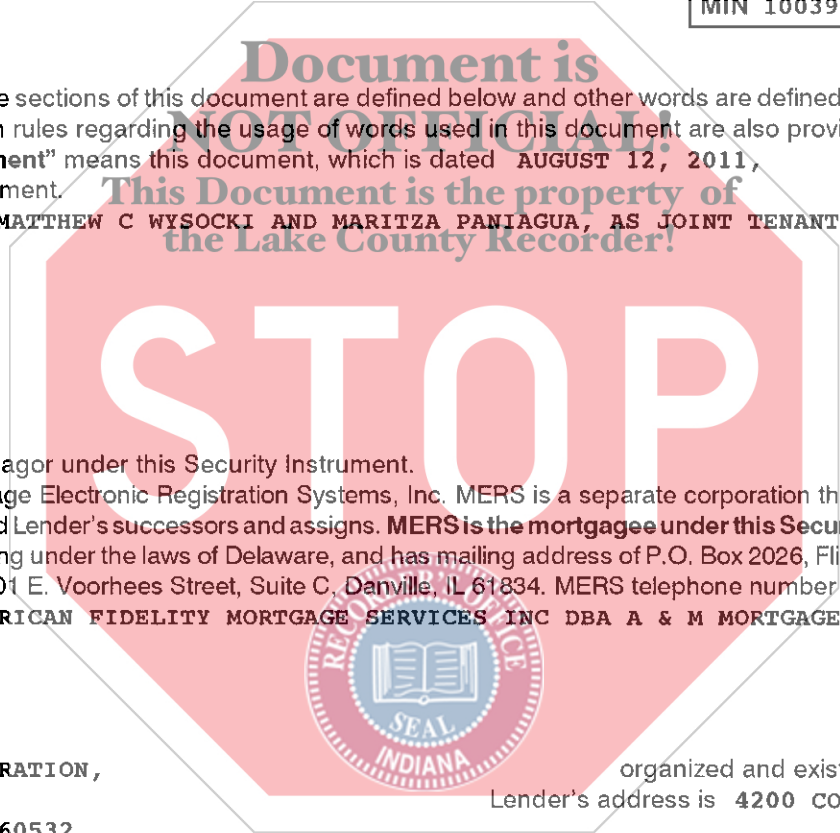 MIN 10039
Document is
e sections of this document are defined below and other words are defined
n rules regarding the usage of words used in this document are also provi
NOT OFFICIAL!
nent” means this document, which is dated AUGUST 12, 2011,
ment.
This Document is the property of
MATTHEW C WYSOCKI AND MARITZA PANIAGUA, AS JOINT TENANT
the Lake County Recorder!
STOP
agor under this Security Instrument.
ge Electronic Registration Systems, Inc. MERS is a separate corporation th
d Lender's successors and assigns. MERS is the mortgagee under this Secu
ng under the laws of Delaware, and has mailing address of P.O. Box 2026, Fli
01 E. Voorhees Street, Suite C, Danville, IL 61834. MERS telephone number
RICAN FIDELITY MORTGAGE SERVICES INC DBA A & M MORTGAGE
RECORDER'S OFFICE
SEAL
INDIANA
RATION,
organized and exist
Lender's address is 4200 CO
60532